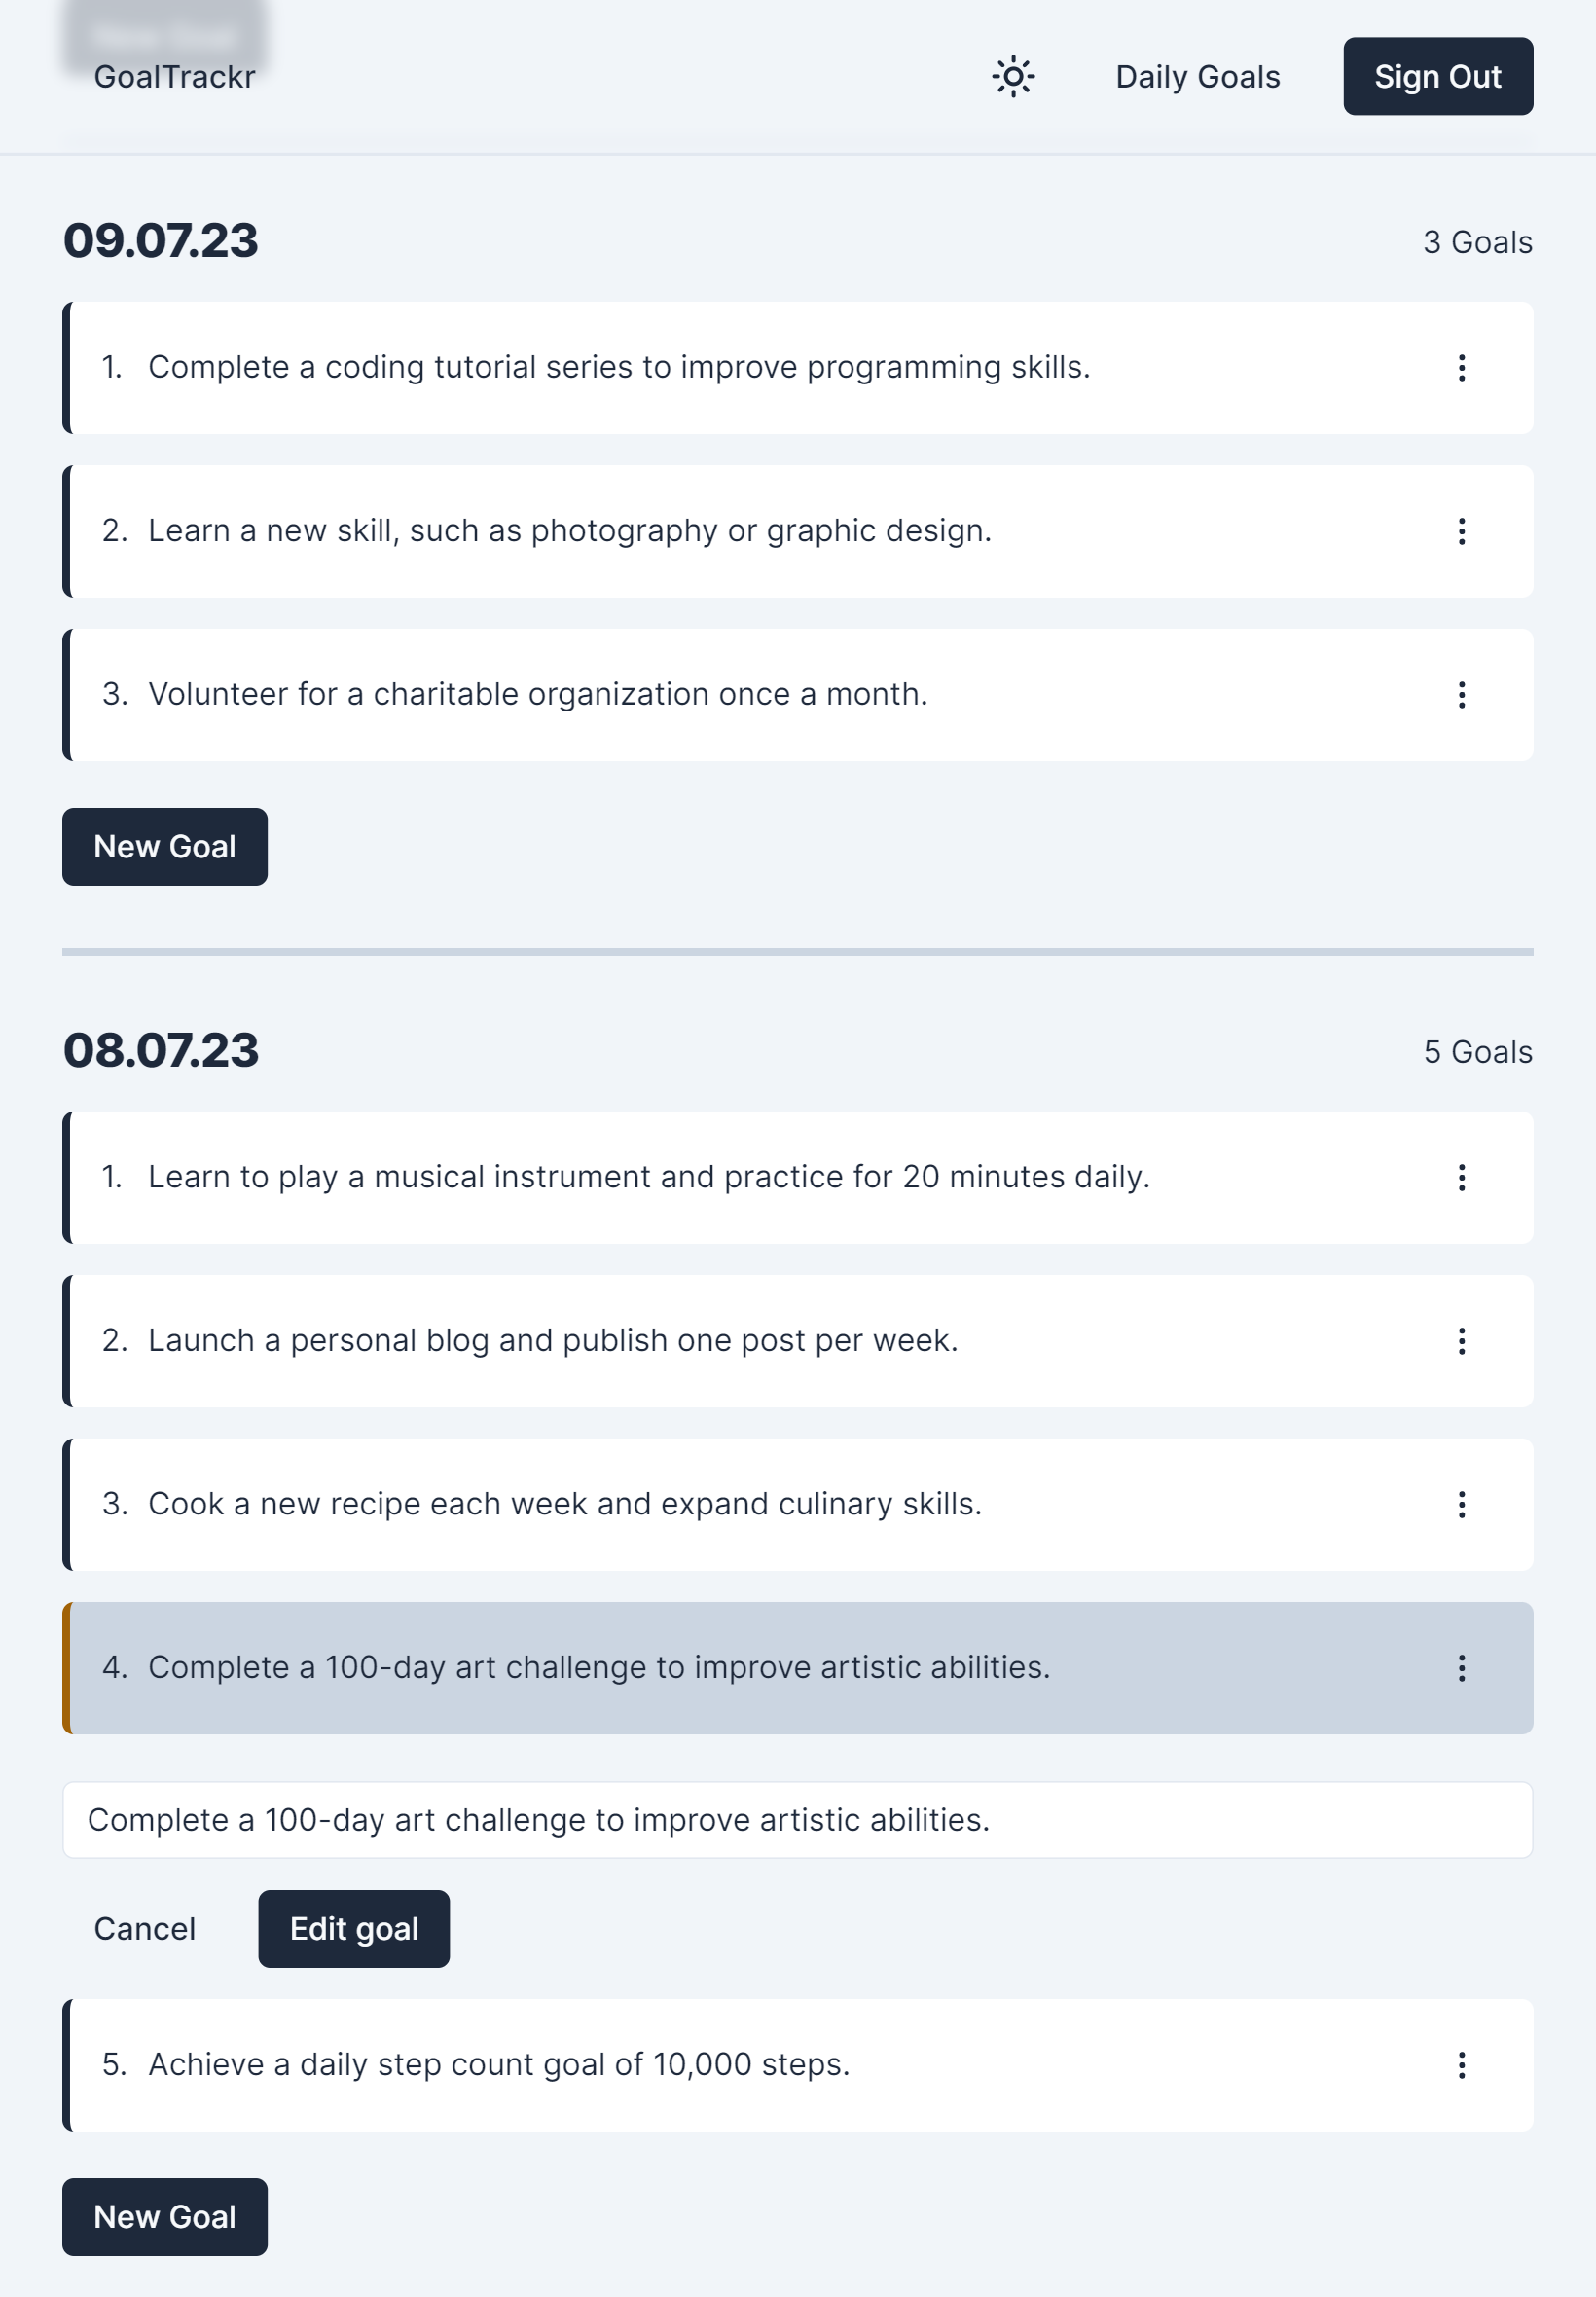 New Goal
GoalTrackr
Daily Goals
Sign Out
09.07.23
3 Goals
1. Complete a coding tutorial series to improve programming skills.
2. Learn a new skill, such as photography or graphic design.
3. Volunteer for a charitable organization once a month.
New Goal
08.07.23
5 Goals
1. Learn to play a musical instrument and practice for 20 minutes daily.
2. Launch a personal blog and publish one post per week.
3. Cook a new recipe each week and expand culinary skills.
4. Complete a 100-day art challenge to improve artistic abilities.
Complete a 100-day art challenge to improve artistic abilities.
Cancel
Edit goal
5. Achieve a daily step count goal of 10,000 steps.
New Goal